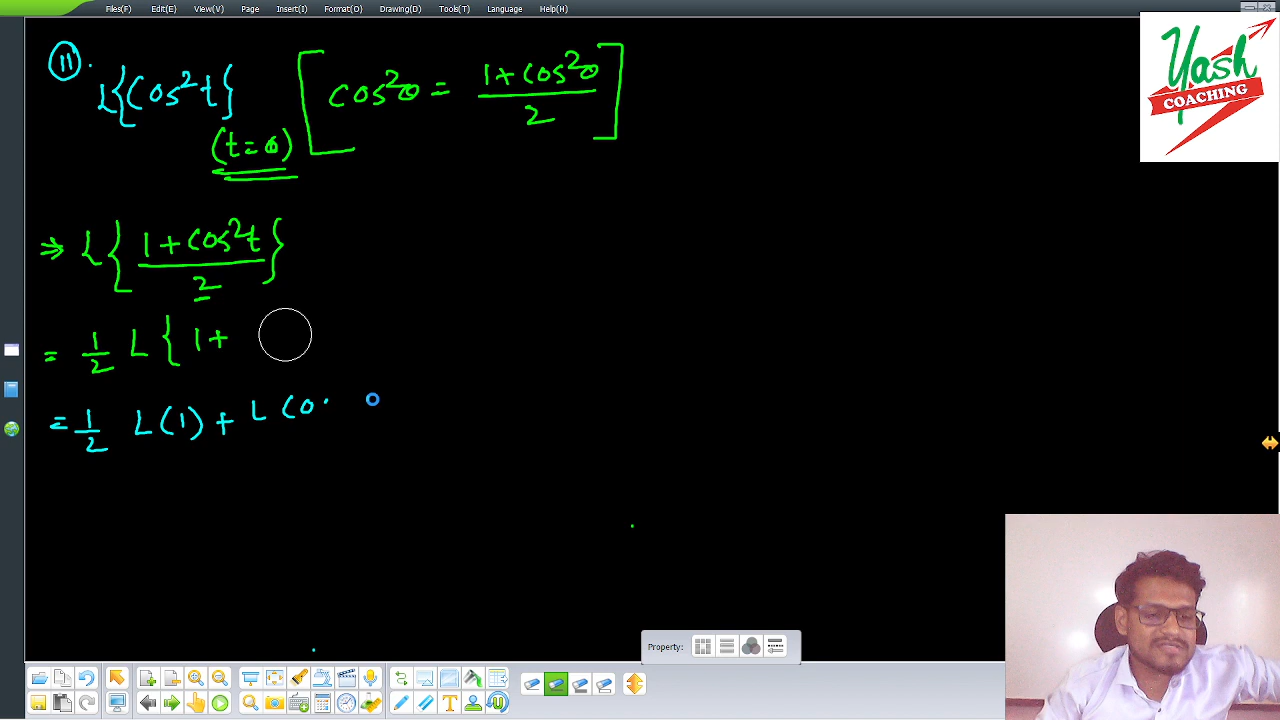 Files(F) Edit(E) View(V) Page Insert(I) Format(O) Drawing(D) Tools(T) Language Help(H)
Yash
COACHING
11. L{Cos²t} [cos²θ = (1+cos²θ)/2]
(t=θ)
⇒ L{(1+cos²t)/2}
= 1/2 L{1+
= 1/2 L(1) + L(o
Property: